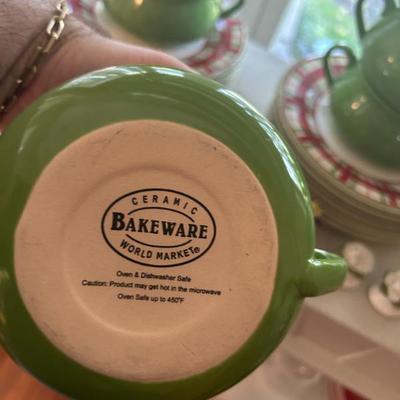 CERAMIC
BAKEWARE
WORLD MARKET®
Oven & Dishwasher Safe
Caution: Product may get hot in the microwave
Oven Safe up to 450°F